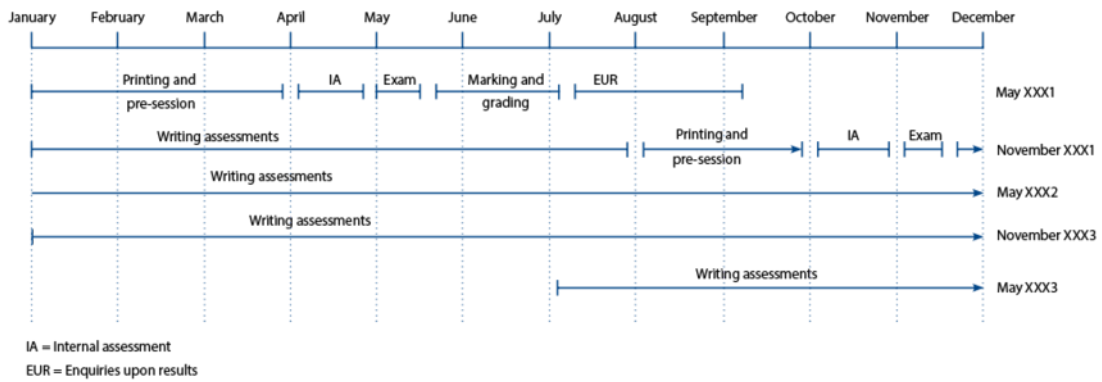 January February March April May June July August September October November December
Printing and pre-session IA Exam Marking and grading EUR May XXX1
Writing assessments Printing and pre-session IA Exam November XXX1
Writing assessments May XXX2
Writing assessments November XXX3
Writing assessments May XXX3
IA = Internal assessment
EUR = Enquiries upon results